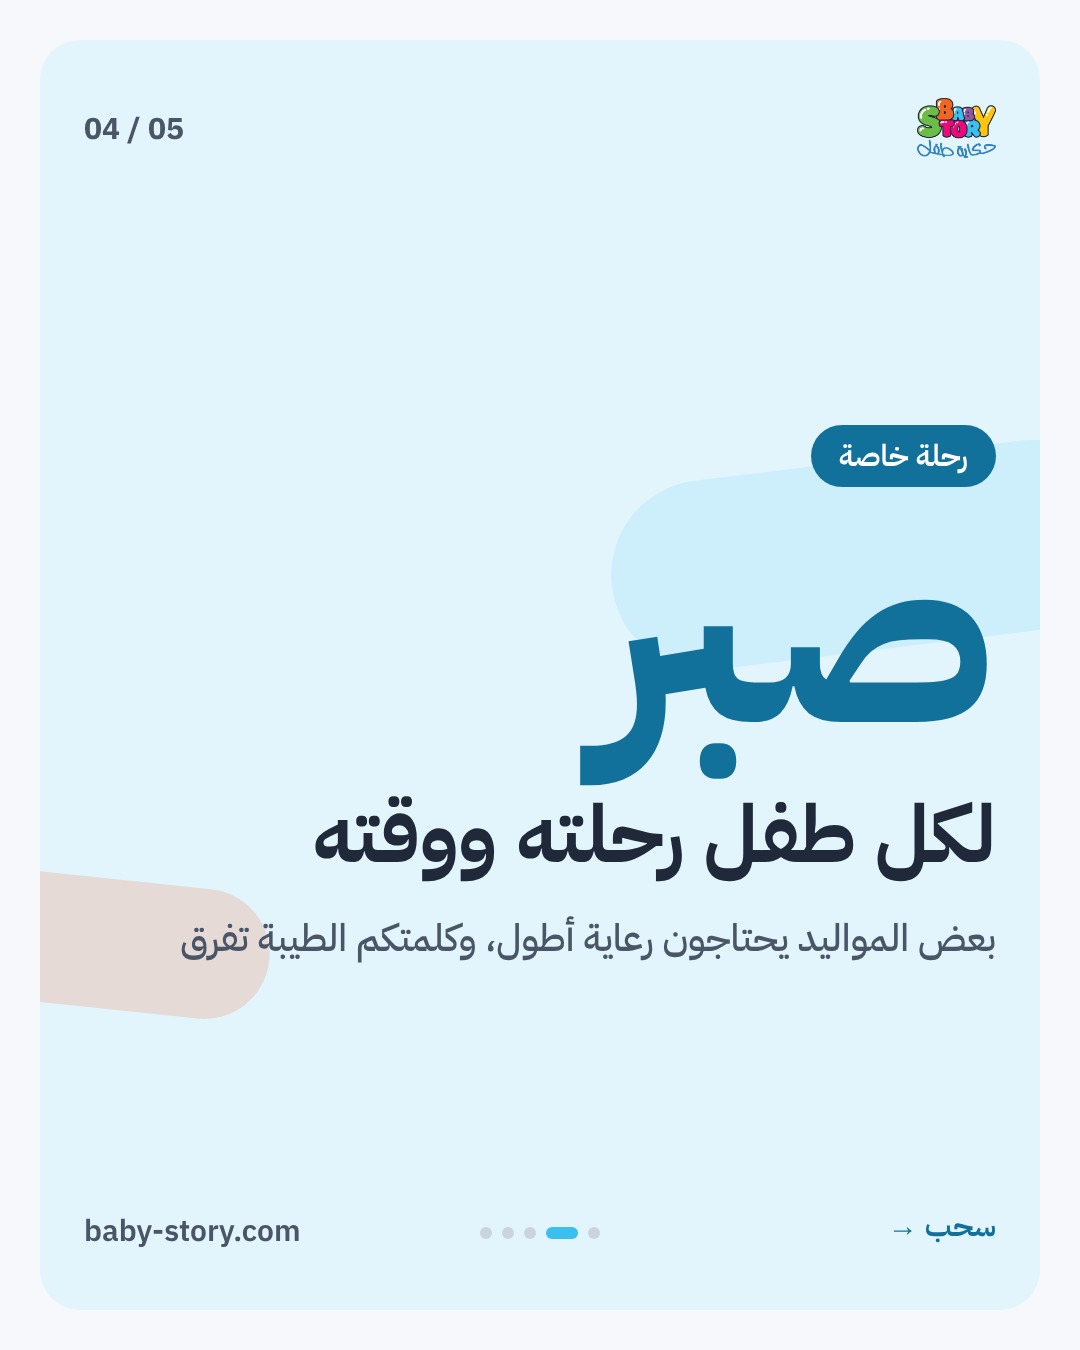 04 / 05
BABY
STORY
حكاية طفل
رحلة خاصة
صبر
لكل طفل رحلته ووقته
بعض المواليد يحتاجون رعاية أطول، وكلمتكم الطيبة تفرق
سحب →
baby-story.com